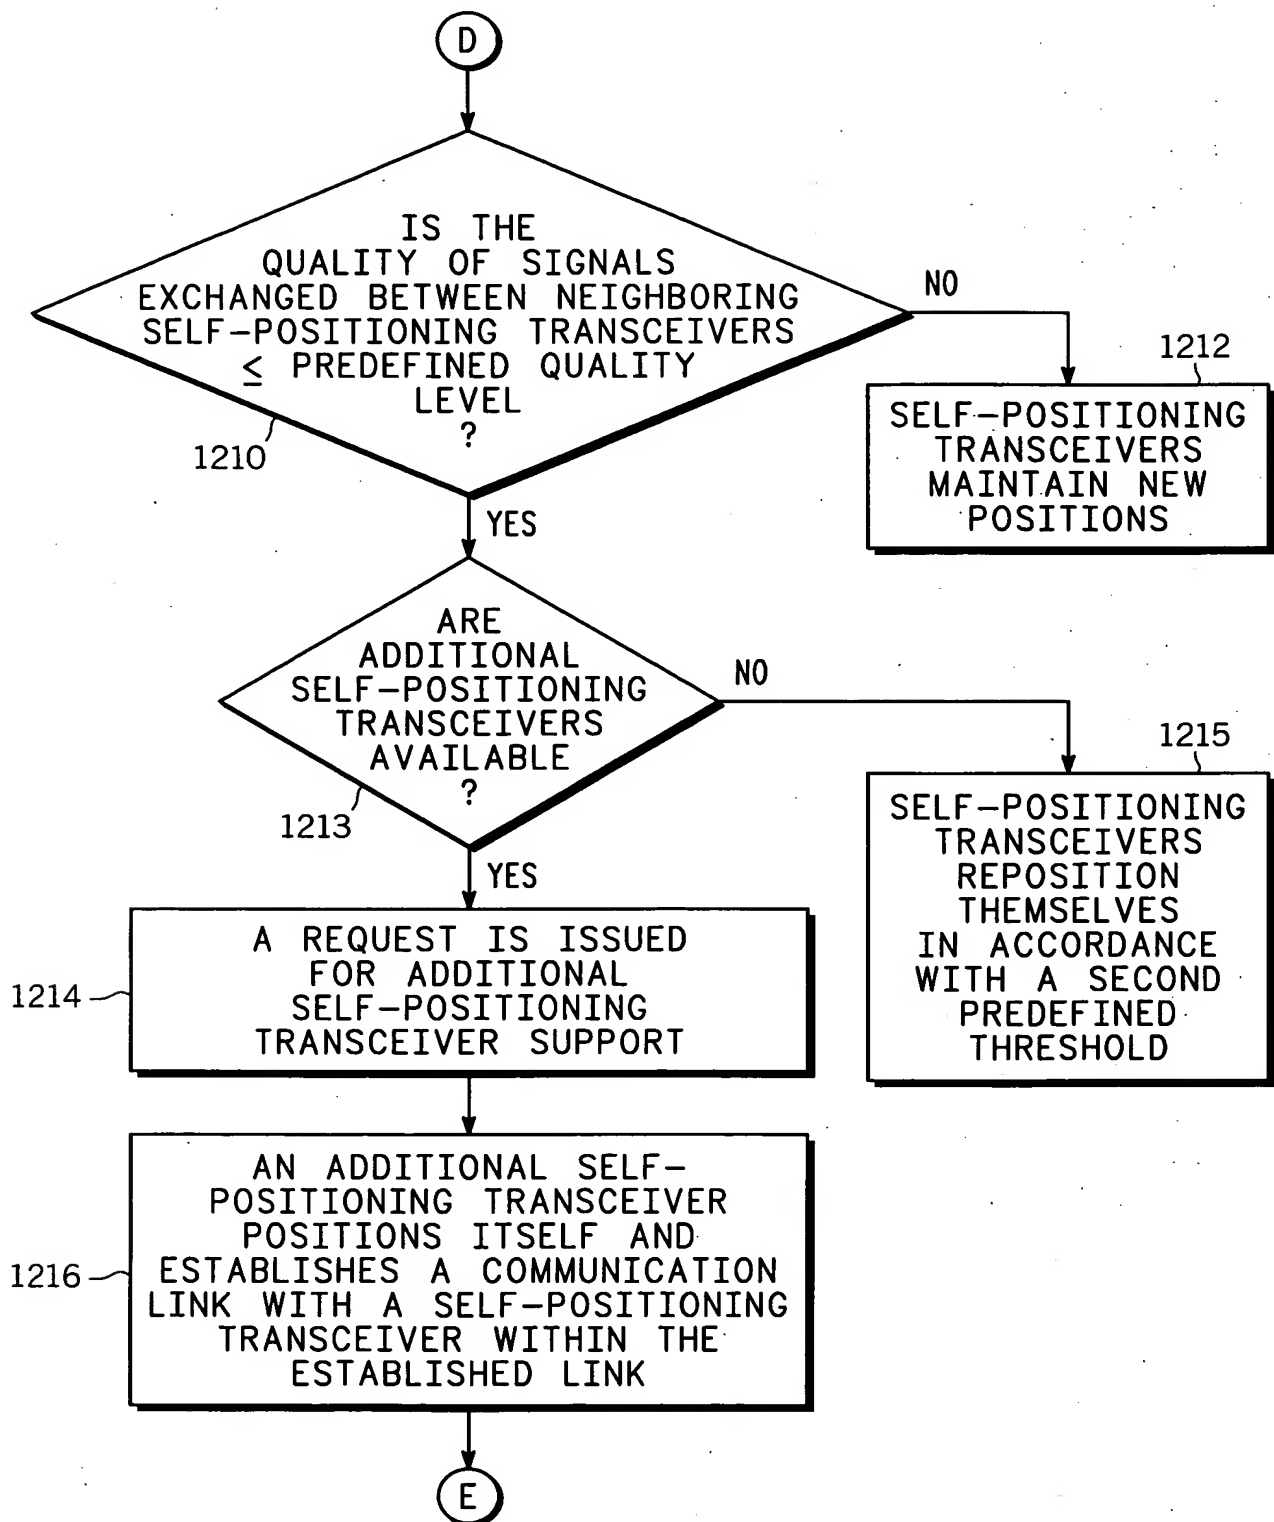 D
IS THE
QUALITY OF SIGNALS
EXCHANGED BETWEEN NEIGHBORING
SELF-POSITIONING TRANSCEIVERS
≤ PREDEFINED QUALITY
LEVEL
?
1210
NO
1212
SELF-POSITIONING
TRANSCEIVERS
MAINTAIN NEW
POSITIONS
YES
ARE
ADDITIONAL
SELF-POSITIONING
TRANSCEIVERS
AVAILABLE
?
1213
NO
1215
SELF-POSITIONING
TRANSCEIVERS
REPOSITION
THEMSELVES
IN ACCORDANCE
WITH A SECOND
PREDEFINED
THRESHOLD
YES
1214
A REQUEST IS ISSUED
FOR ADDITIONAL
SELF-POSITIONING
TRANSCEIVER SUPPORT
1216
AN ADDITIONAL SELF-
POSITIONING TRANSCEIVER
POSITIONS ITSELF AND
ESTABLISHES A COMMUNICATION
LINK WITH A SELF-POSITIONING
TRANSCEIVER WITHIN THE
ESTABLISHED LINK
E